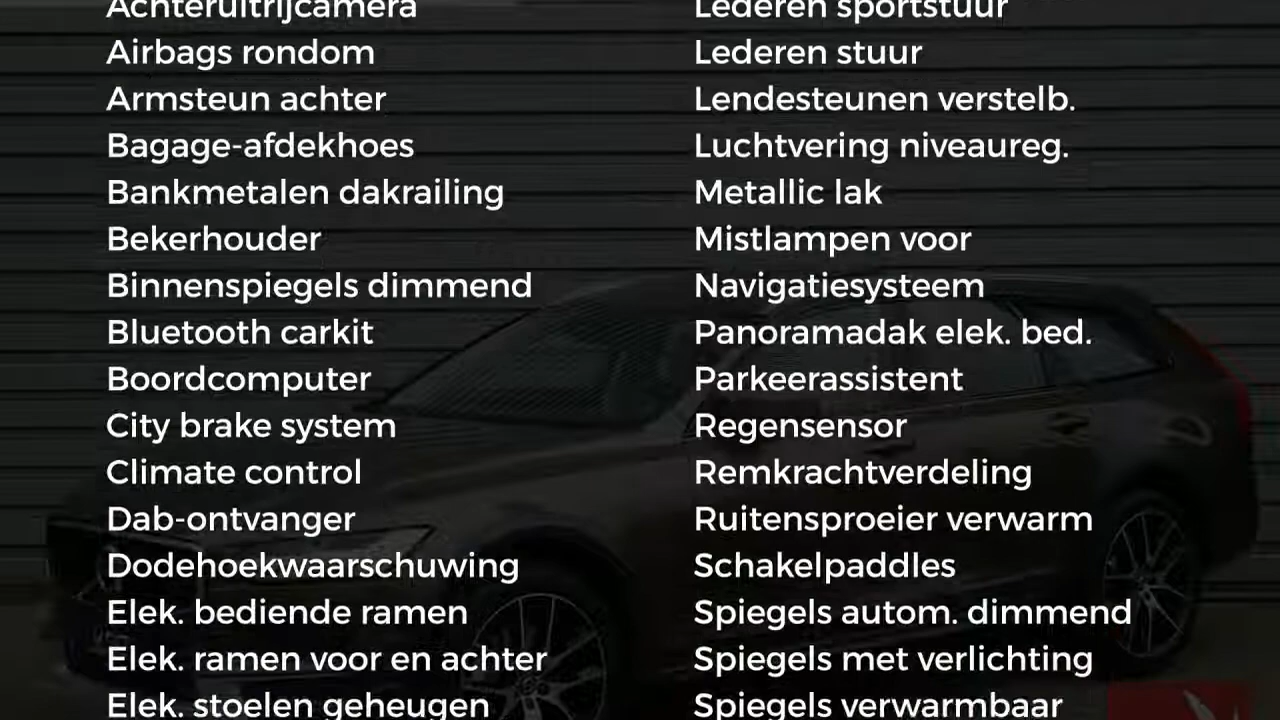 Achteruitrijcamera
Airbags rondom
Armsteun achter
Bagage-afdekhoes
Bankmetalen dakrailing
Bekerhouder
Binnenspiegels dimmend
Bluetooth carkit
Boordcomputer
City brake system
Climate control
Dab-ontvanger
Dodehoekwaarschuwing
Elek. bediende ramen
Elek. ramen voor en achter
Elek. stoelen geheugen
Lederen sportstuur
Lederen stuur
Lendesteunen verstelb.
Luchtvering niveaureg.
Metallic lak
Mistlampen voor
Navigatiesysteem
Panoramadak elek. bed.
Parkeerassistent
Regensensor
Remkrachtverdeling
Ruitensproeier verwarm
Schakelpaddles
Spiegels autom. dimmend
Spiegels met verlichting
Spiegels verwarmbaar